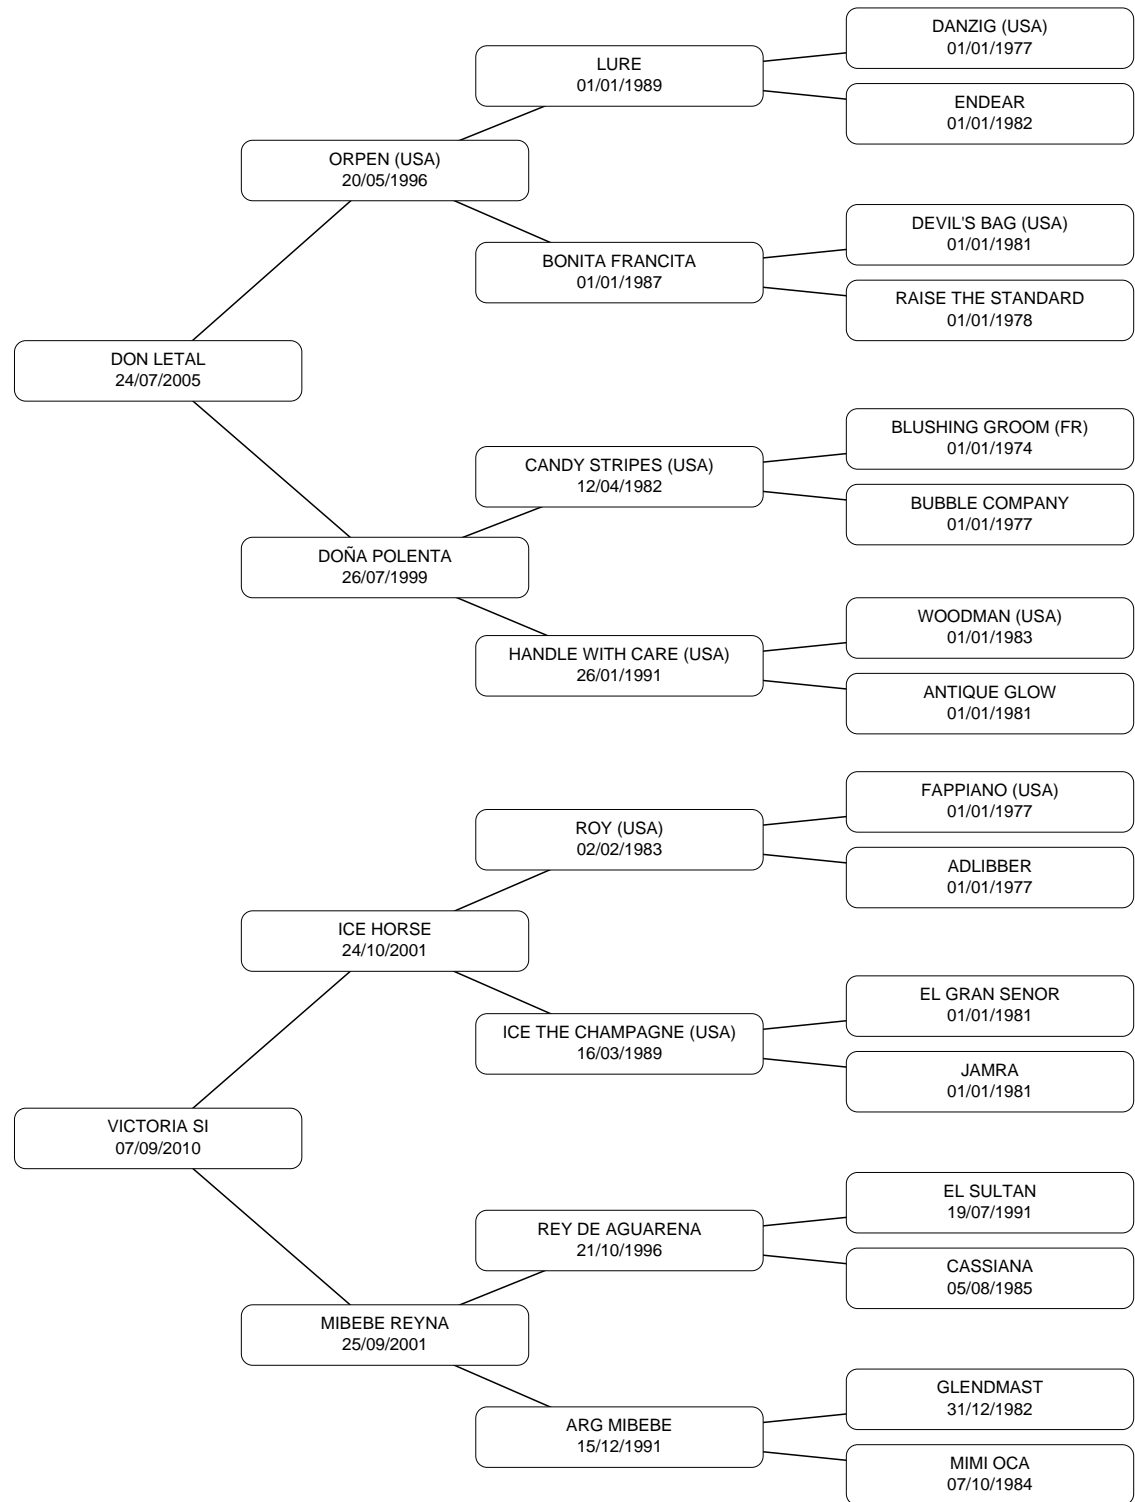 DANZIG (USA)
01/01/1977
LURE
01/01/1989
ENDEAR
01/01/1982
ORPEN (USA)
20/05/1996
DEVIL'S BAG (USA)
01/01/1981
BONITA FRANCITA
01/01/1987
RAISE THE STANDARD
01/01/1978
DON LETAL
24/07/2005
BLUSHING GROOM (FR)
01/01/1974
CANDY STRIPES (USA)
12/04/1982
BUBBLE COMPANY
01/01/1977
DOÑA POLENTA
26/07/1999
WOODMAN (USA)
01/01/1983
HANDLE WITH CARE (USA)
26/01/1991
ANTIQUE GLOW
01/01/1981
FAPPIANO (USA)
01/01/1977
ROY (USA)
02/02/1983
ADLIBBER
01/01/1977
ICE HORSE
24/10/2001
EL GRAN SENOR
01/01/1981
ICE THE CHAMPAGNE (USA)
16/03/1989
JAMRA
01/01/1981
VICTORIA SI
07/09/2010
EL SULTAN
19/07/1991
REY DE AGUARENA
21/10/1996
CASSIANA
05/08/1985
MIBEBE REYNA
25/09/2001
GLENDMAST
31/12/1982
ARG MIBEBE
15/12/1991
MIMI OCA
07/10/1984